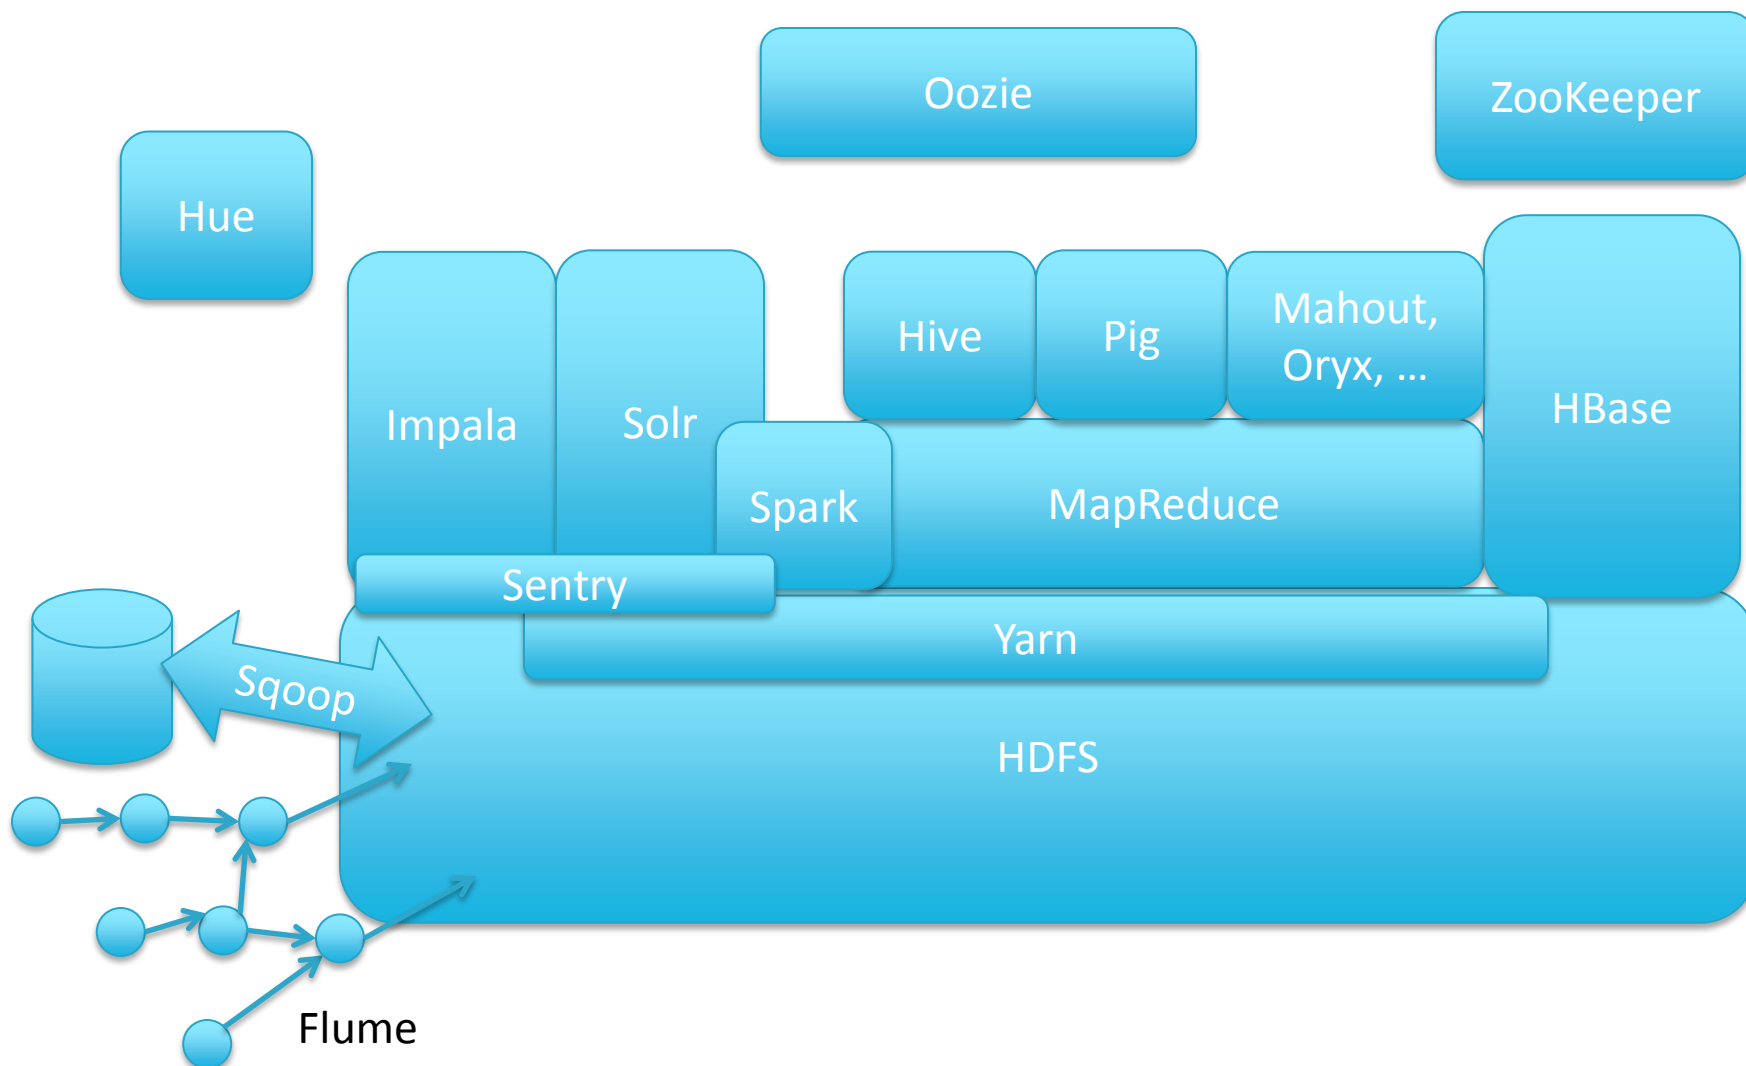 Oozie
ZooKeeper
Hue
Impala
Solr
Hive
Pig
Mahout,
Oryx, ...
HBase
Spark
MapReduce
Sentry
Yarn
Sqoop
HDFS
Flume